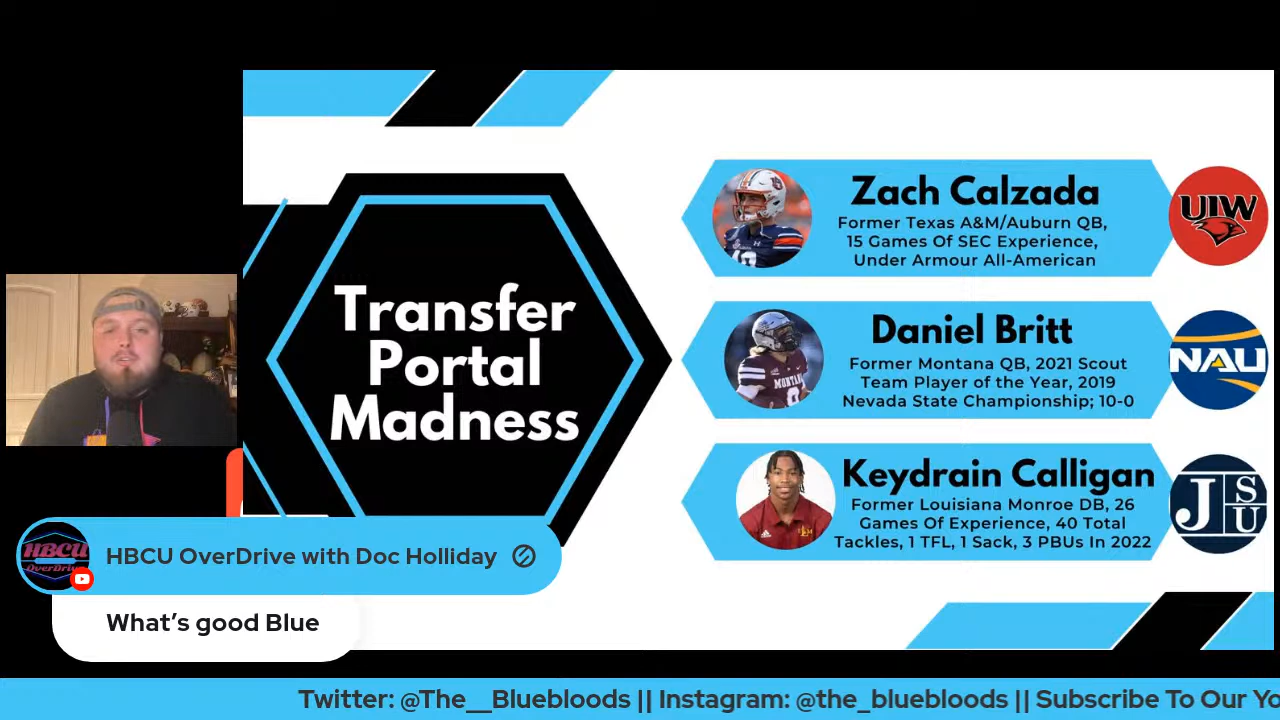 Transfer
Portal
Madness
Zach Calzada
Former Texas A&M/Auburn QB,
15 Games Of SEC Experience,
Under Armour All-American
UIW
Daniel Britt
Former Montana QB, 2021 Scout
Team Player of the Year, 2019
Nevada State Championship; 10-0
MONTANA
NAU
Keydrain Calligan
Former Louisiana Monroe DB, 26
Games Of Experience, 40 Total
Tackles, 1 TFL, 1 Sack, 3 PBUs In 2022
JSU
HBCU
OverDrive
HBCU OverDrive with Doc Holliday
What’s good Blue
Twitter: @The__Bluebloods || Instagram: @the_bluebloods || Subscribe To Our Yo